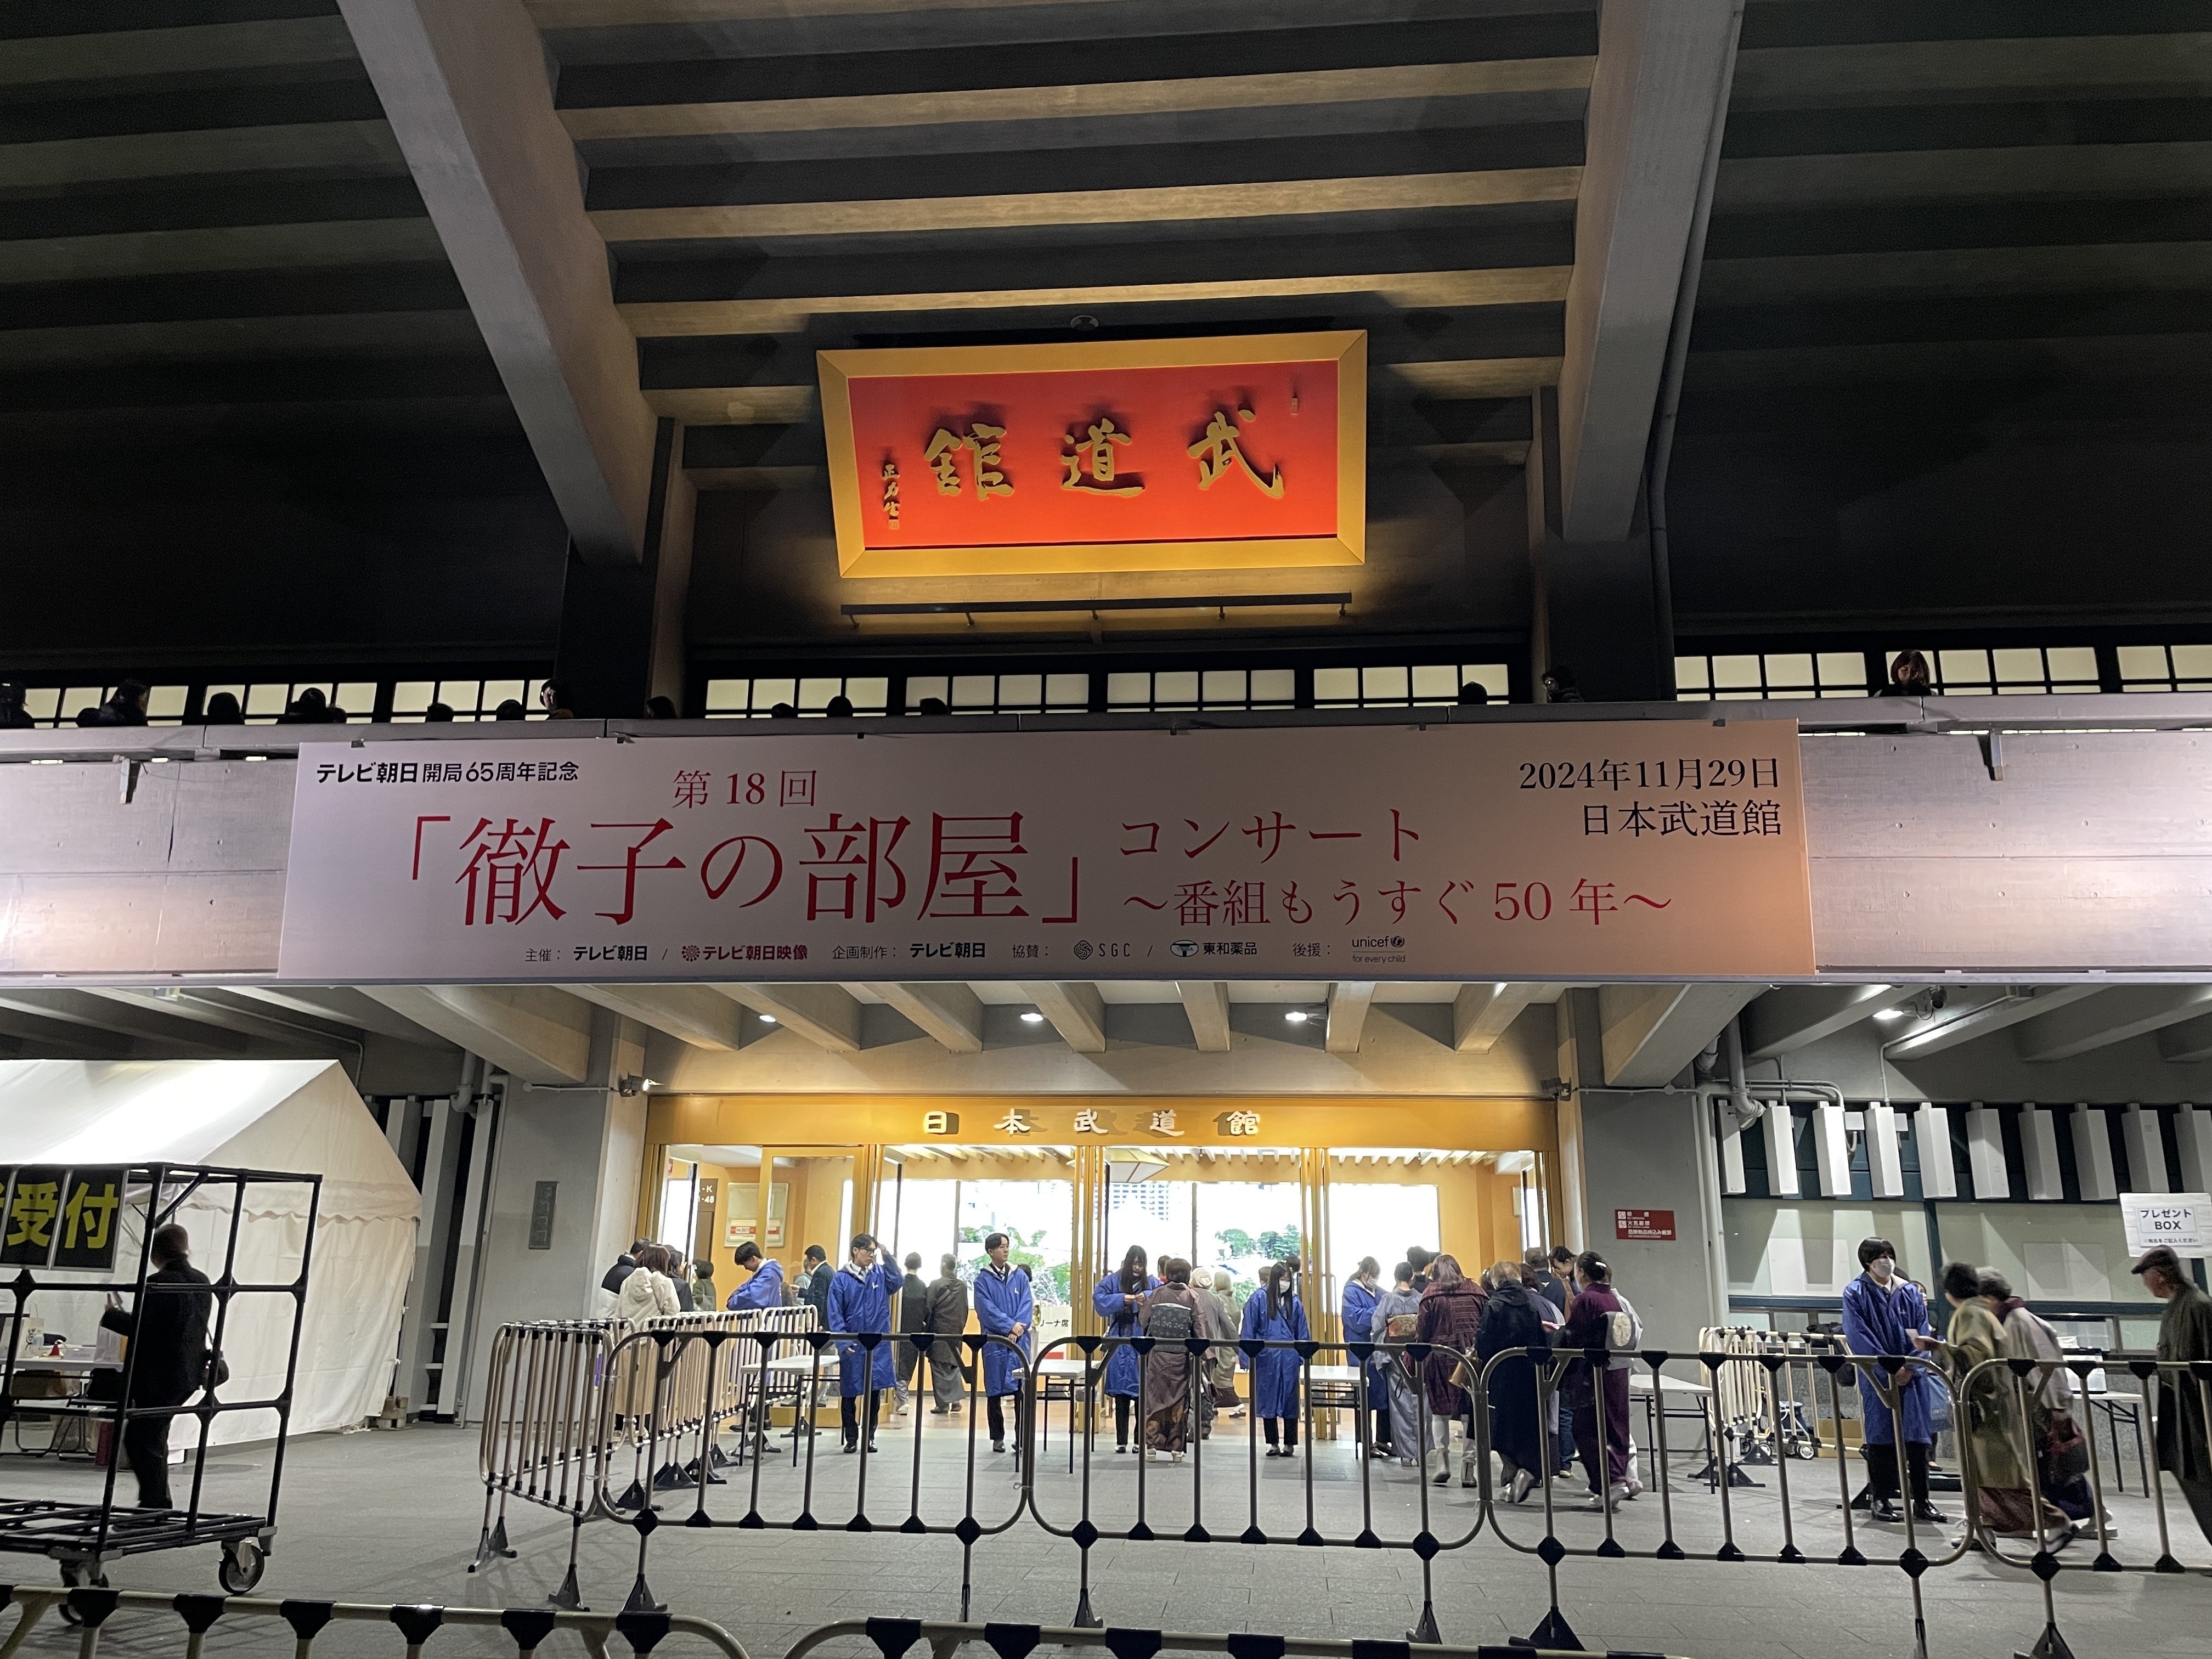 武道館
正力生
テレビ朝日開局65周年記念
第18回
「徹子の部屋」コンサート
～番組もうすぐ50年～
2024年11月29日
日本武道館
主催： テレビ朝日 / テレビ朝日映像 企画制作： テレビ朝日 協賛： SGC / 東和薬品 後援： unicef
for every child
日本武道館
受付
プレゼント
BOX